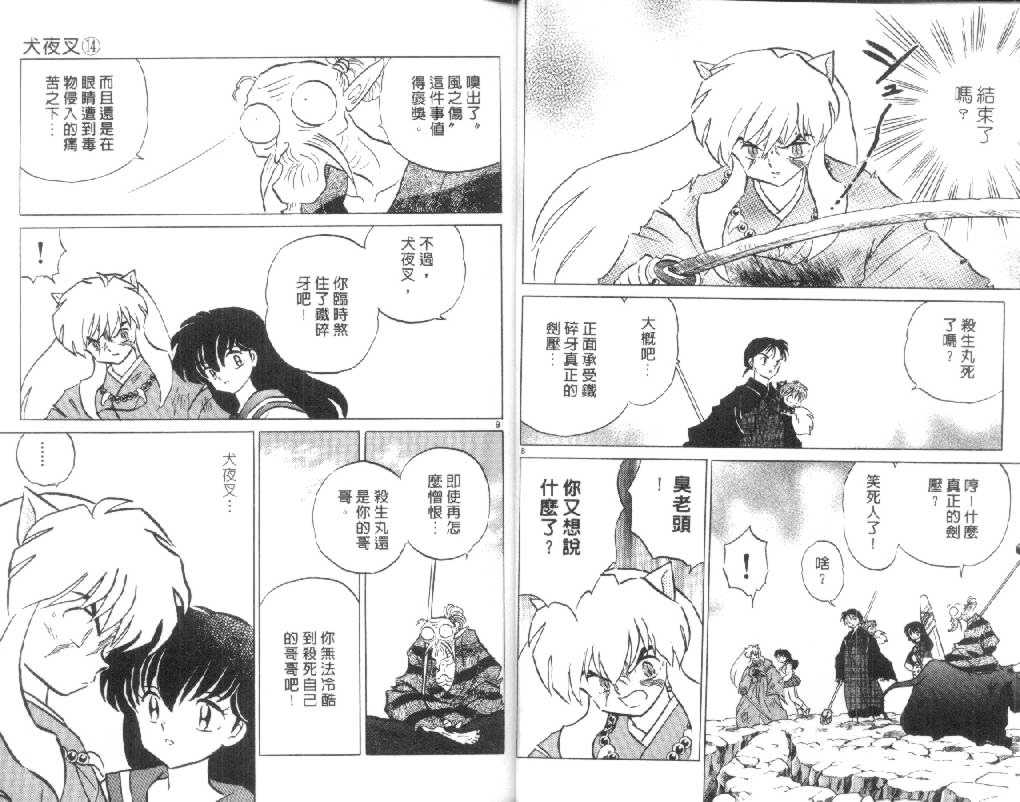 結束了
嗎？
殺生丸死
了嗎？
大概吧…
正面承受鐵
碎牙真正的
劍壓…
8
哼！什麼
真正的劍
壓？
笑死人了！
啥？
！
臭老頭
！
你又想說
什麼了？
犬夜叉⑭
嗅出了〝
風之傷〞
這件事值
得褒獎。
而且還是在
眼睛遭到毒
物侵入的痛
苦之下…
不過，
犬夜叉，
你臨時煞
住了鐵碎
牙吧！
！
9
即使再怎
麼憎恨…
殺生丸還
是你的哥
哥。
你無法冷酷
到殺死自己
的哥哥吧！
犬夜叉…
……